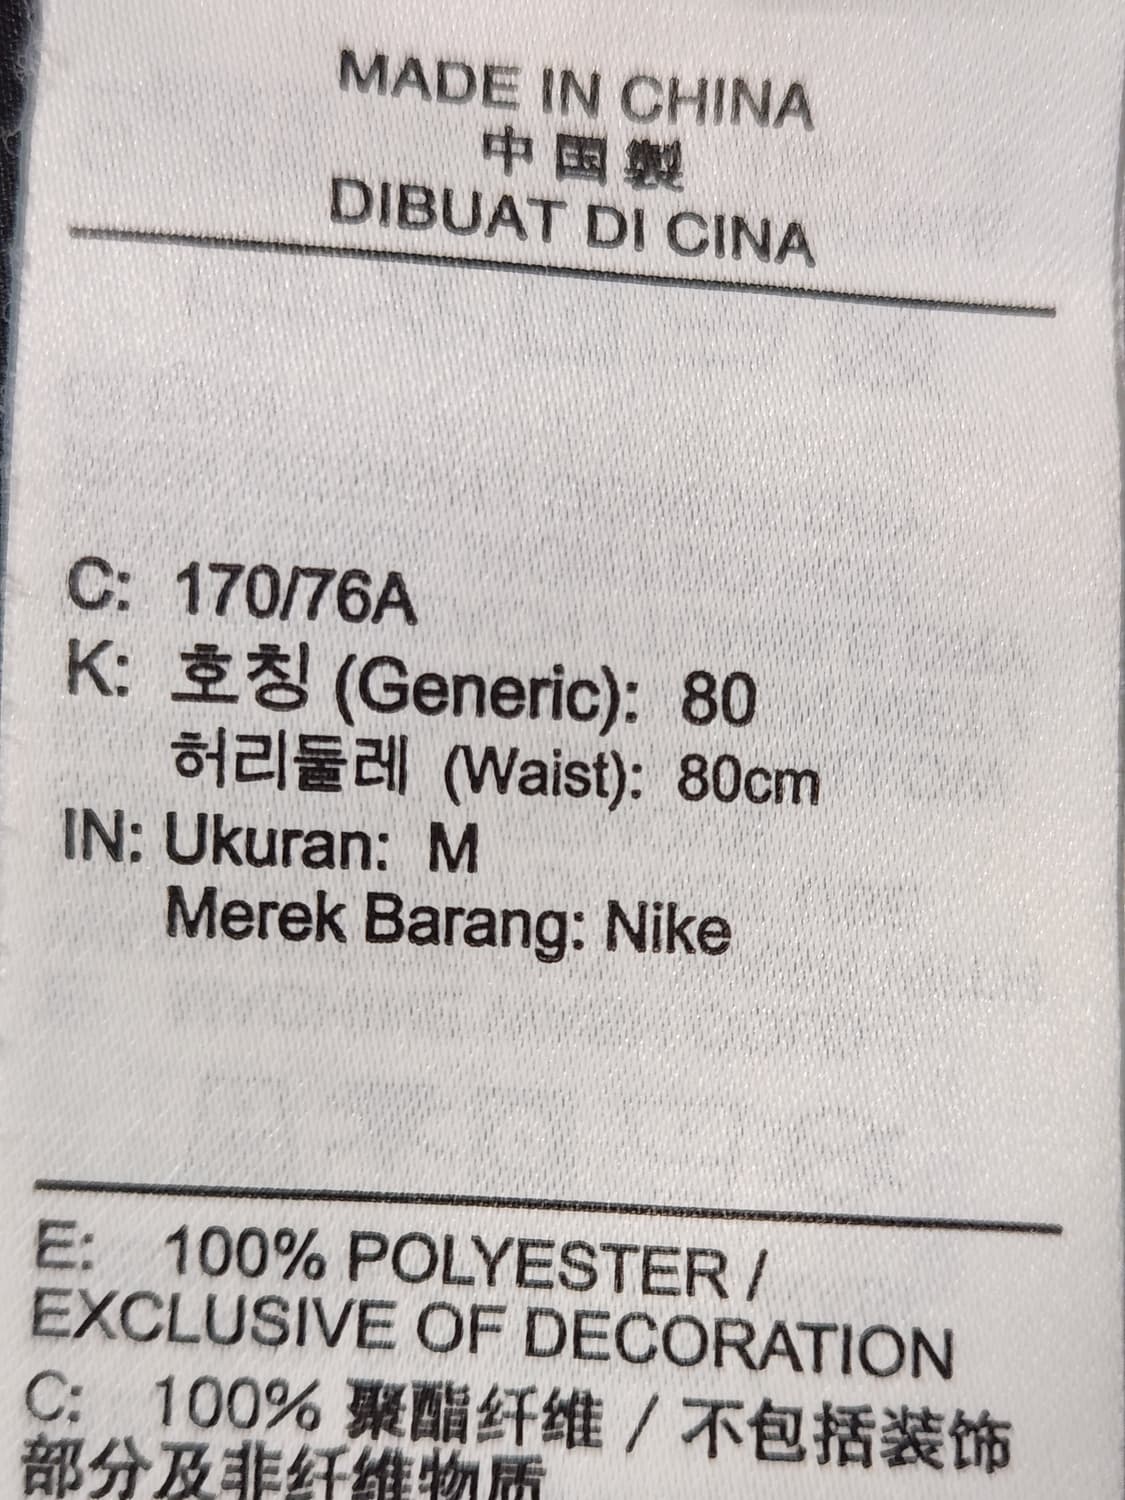 MADE IN CHINA
中国製
DIBUAT DI CINA
C: 170/76A
K: 호칭 (Generic): 80
허리둘레 (Waist): 80cm
IN: Ukuran: M
Merek Barang: Nike
E: 100% POLYESTER /
EXCLUSIVE OF DECORATION
C: 100% 聚酯纤维 / 不包括装饰
部分及非纤维物质